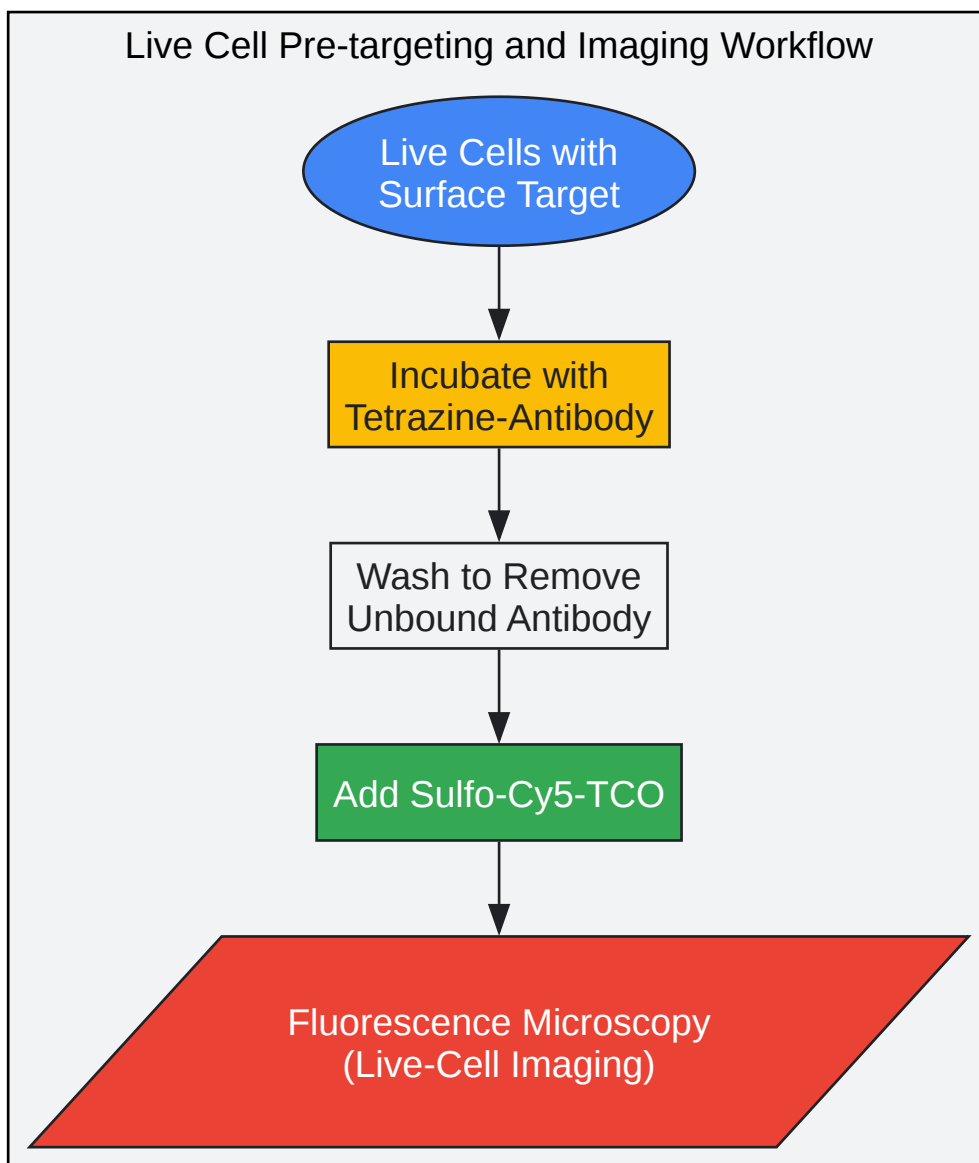 Live Cell Pre-targeting and Imaging Workflow
Live Cells with
Surface Target
Incubate with
Tetrazine-Antibody
Wash to Remove
Unbound Antibody
Add Sulfo-Cy5-TCO
Fluorescence Microscopy
(Live-Cell Imaging)